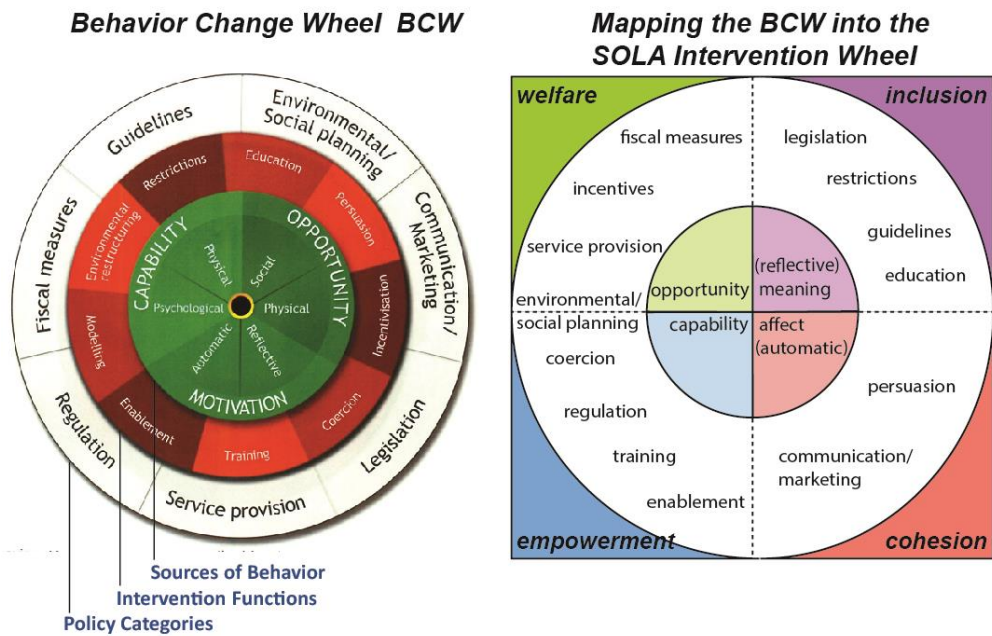 Behavior Change Wheel BCW
Guidelines
Environmental/
Social planning
Communication/
Marketing
Legislation
Service provision
Regulation
Fiscal measures
Restrictions
Education
Persuasion
Incentivisation
Coercion
Training
Enablement
Modelling
Environmental
restructuring
CAPABILITY
OPPORTUNITY
MOTIVATION
Physical
Social
Psychological
Physical
Automatic
Reflective
Sources of Behavior
Intervention Functions
Policy Categories
Mapping the BCW into the
SOLA Intervention Wheel
welfare
inclusion
fiscal measures
legislation
incentives
restrictions
service provision
guidelines
education
environmental/
social planning
opportunity
(reflective)
meaning
capability
affect
(automatic)
coercion
regulation
persuasion
training
communication/
marketing
enablement
empowerment
cohesion